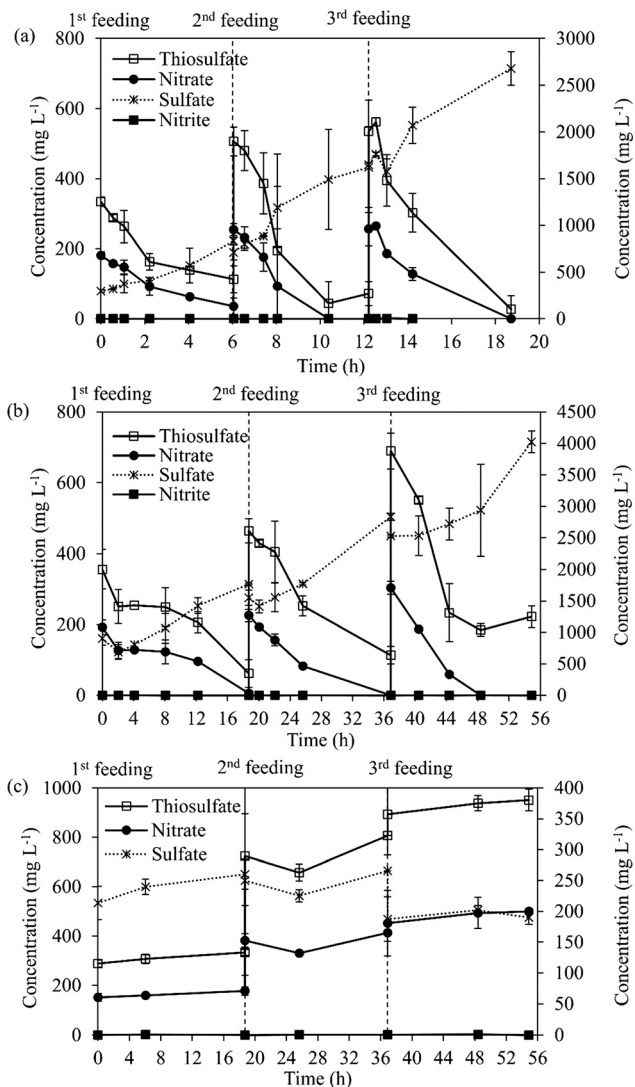 (a)
1st feeding 2nd feeding 3rd feeding
Thiosulfate
Nitrate
Sulfate
Nitrite
Concentration (mg L-1)
800
600
400
200
0
3000
2500
2000
1500
1000
500
0
Concentration (mg L-1)
0 2 4 6 8 10 12 14 16 18 20
Time (h)
(b)
1st feeding 2nd feeding 3rd feeding
Thiosulfate
Nitrate
Sulfate
Nitrite
Concentration (mg L-1)
800
600
400
200
0
4500
4000
3500
3000
2500
2000
1500
1000
500
0
Concentration (mg L-1)
0 4 8 12 16 20 24 28 32 36 40 44 48 52 56
Time (h)
(c)
1st feeding 2nd feeding 3rd feeding
Thiosulfate
Nitrate
Sulfate
Concentration (mg L-1)
1000
800
600
400
200
0
400
350
300
250
200
150
100
50
0
Concentration (mg L-1)
0 4 8 12 16 20 24 28 32 36 40 44 48 52 56
Time (h)